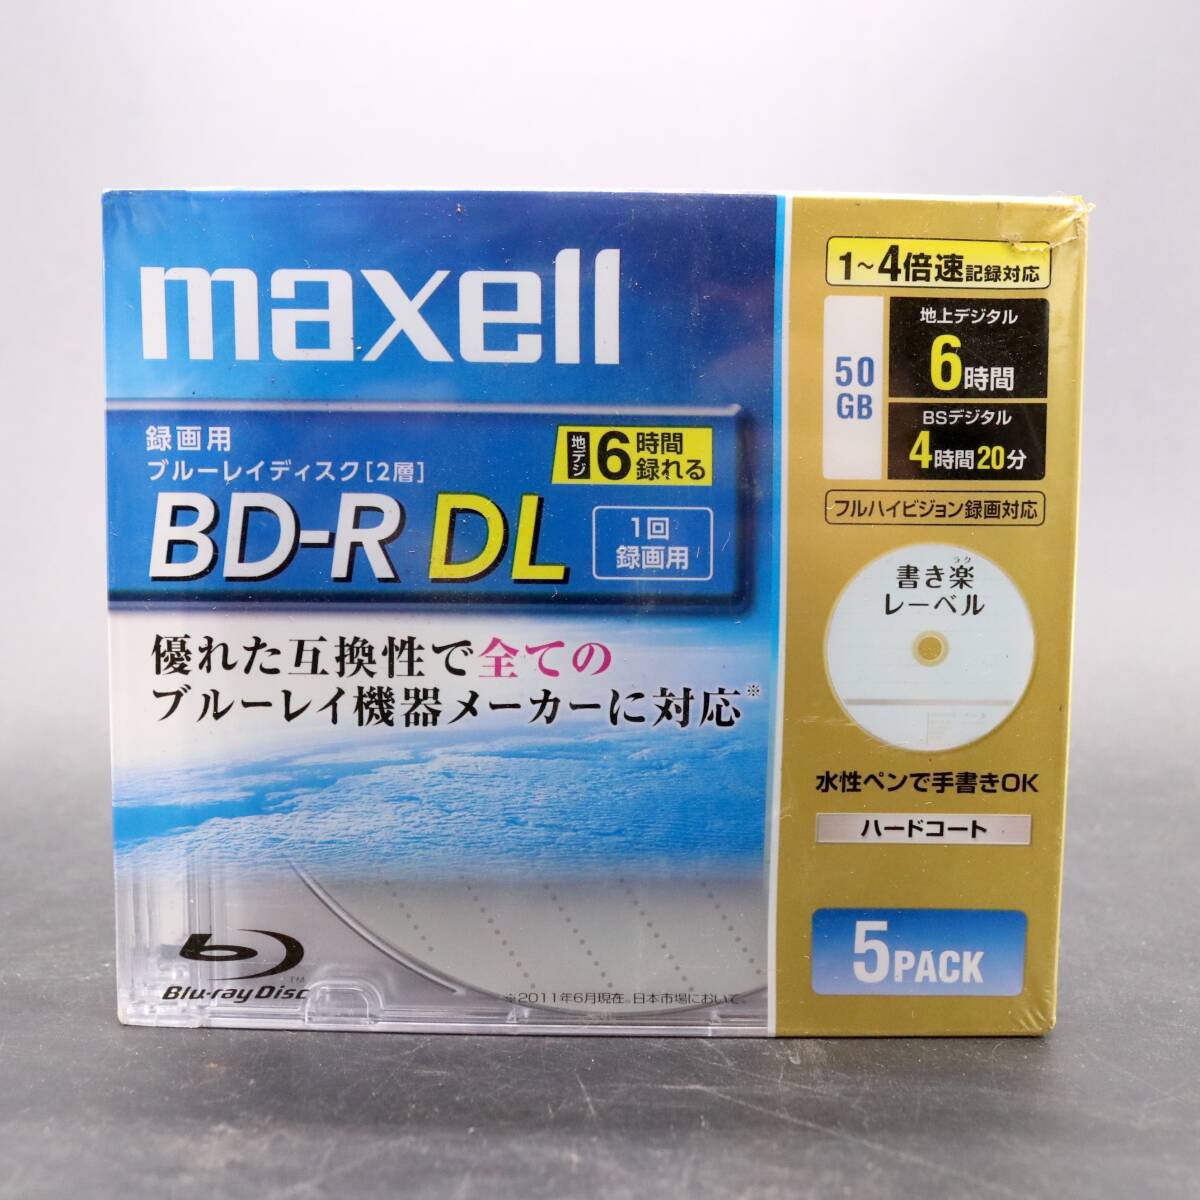 maxell
録画用
ブルーレイディスク[2層]
BD-R DL
地デジ 6時間録れる
1回
録画用
優れた互換性で全ての
ブルーレイ機器メーカーに対応※
Blu-ray Disc™
※2011年6月現在。日本市場において。
1～4倍速記録対応
50
GB
地上デジタル
6時間
BSデジタル
4時間20分
フルハイビジョン録画対応
ラク
書き楽
レーベル
水性ペンで手書きOK
ハードコート
5PACK